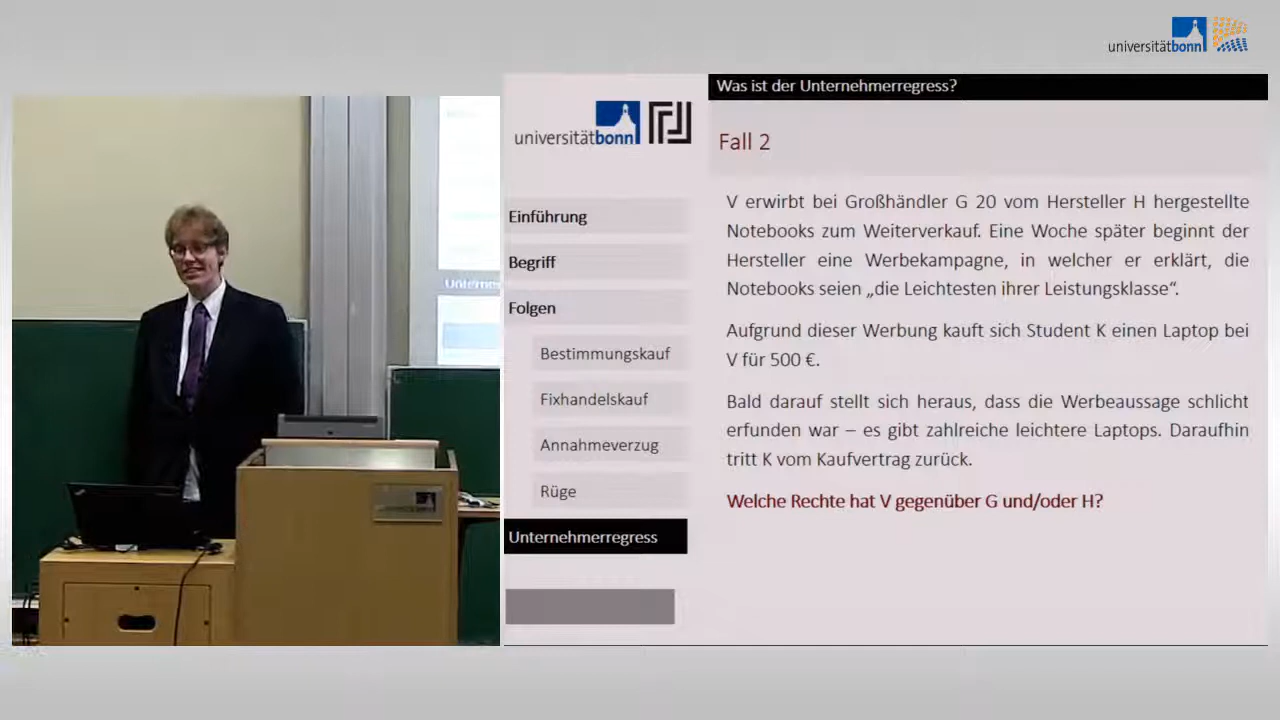 universitätbonn
Was ist der Unternehmerregress?
universitätbonn
Fall 2
V erwirbt bei Großhändler G 20 vom Hersteller H hergestellte
Notebooks zum Weiterverkauf. Eine Woche später beginnt der
Hersteller eine Werbekampagne, in welcher er erklärt, die
Notebooks seien „die Leichtesten ihrer Leistungsklasse“.
Aufgrund dieser Werbung kauft sich Student K einen Laptop bei
V für 500 €.
Bald darauf stellt sich heraus, dass die Werbeaussage schlicht
erfunden war – es gibt zahlreiche leichtere Laptops. Daraufhin
tritt K vom Kaufvertrag zurück.
Welche Rechte hat V gegenüber G und/oder H?
Einführung
Begriff
Folgen
Bestimmungskauf
Fixhandelskauf
Annahmeverzug
Rüge
Unternehmerregress